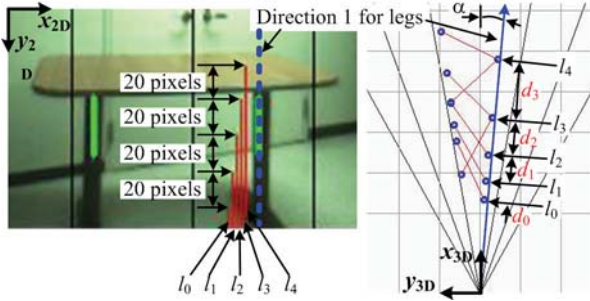 x2D
y2
D
Direction 1 for legs
20 pixels
20 pixels
20 pixels
20 pixels
l0
l1
l2
l3
l4
α
l4
d3
l3
d2
l2
d1
l1
l0
d0
x3D
y3D